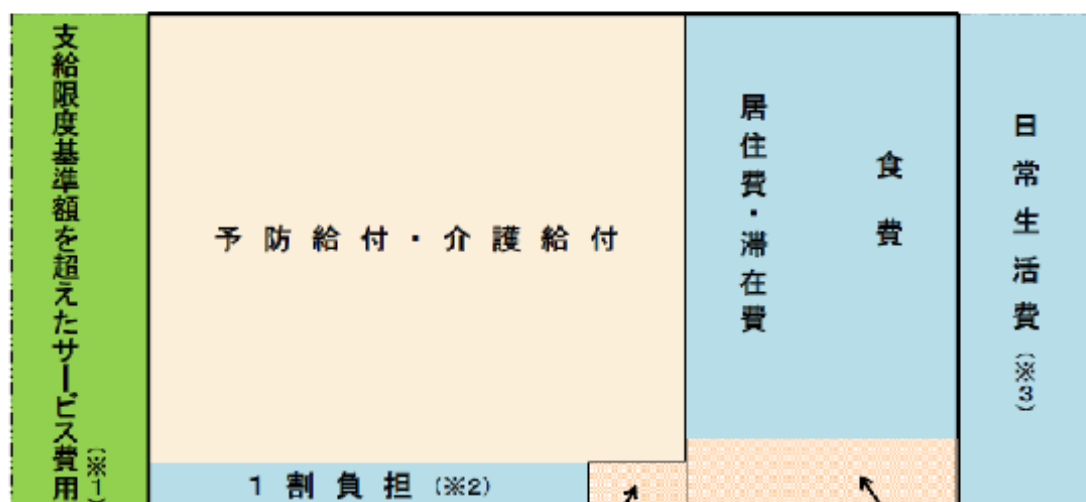 支給限度基準額を超えたサービス費用
(※1)
予防給付・介護給付
1割負担(※2)
居住費・滞在費
食費
日常生活費(※3)